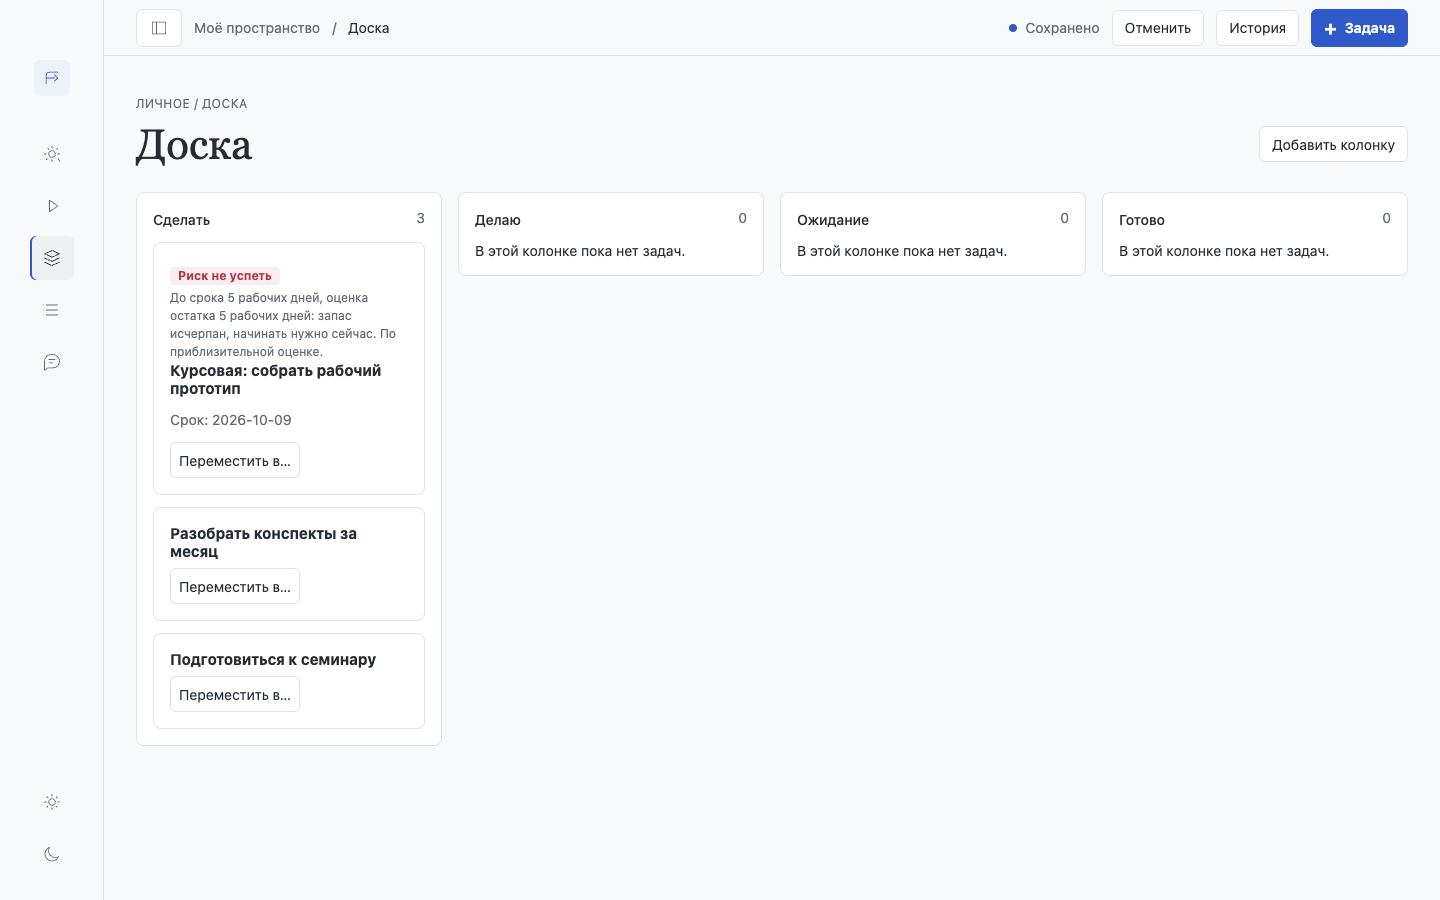 Моё пространство / Доска
Сохранено
Отменить
История
+ Задача
ЛИЧНОЕ / ДОСКА
Доска
Добавить колонку
Сделать 3
Риск не успеть
До срока 5 рабочих дней, оценка
остатка 5 рабочих дней: запас
исчерпан, начинать нужно сейчас. По
приблизительной оценке.
Курсовая: собрать рабочий
прототип
Срок: 2026-10-09
Переместить в...
Разобрать конспекты за
месяц
Переместить в...
Подготовиться к семинару
Переместить в...
Делаю 0
В этой колонке пока нет задач.
Ожидание 0
В этой колонке пока нет задач.
Готово 0
В этой колонке пока нет задач.